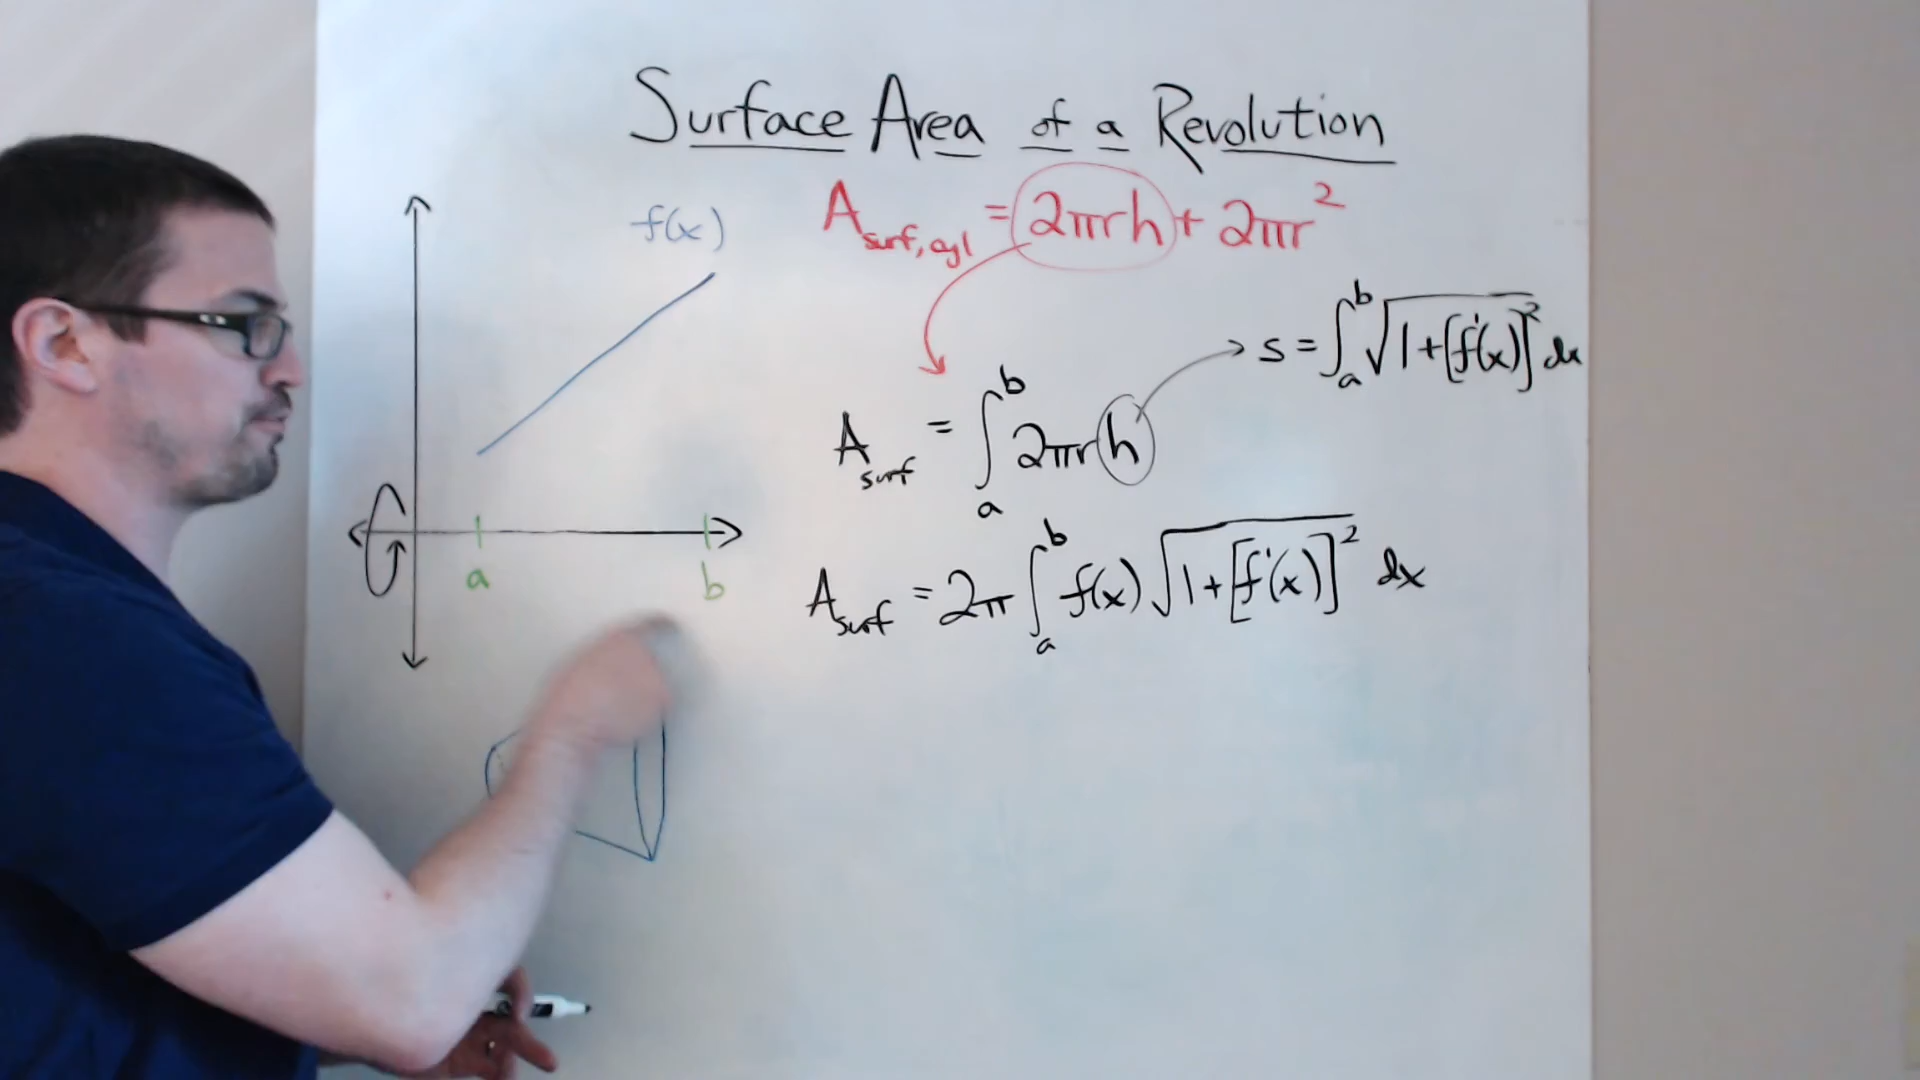 Surface Area of a Revolution
f(x)
A_surf, cyl = 2πrh + 2πr²
s = ∫_a^b √(1+[f'(x)]²) dx
A_surf = ∫_a^b 2πrh
a
b
A_surf = 2π ∫_a^b f(x) √(1+[f'(x)]²) dx